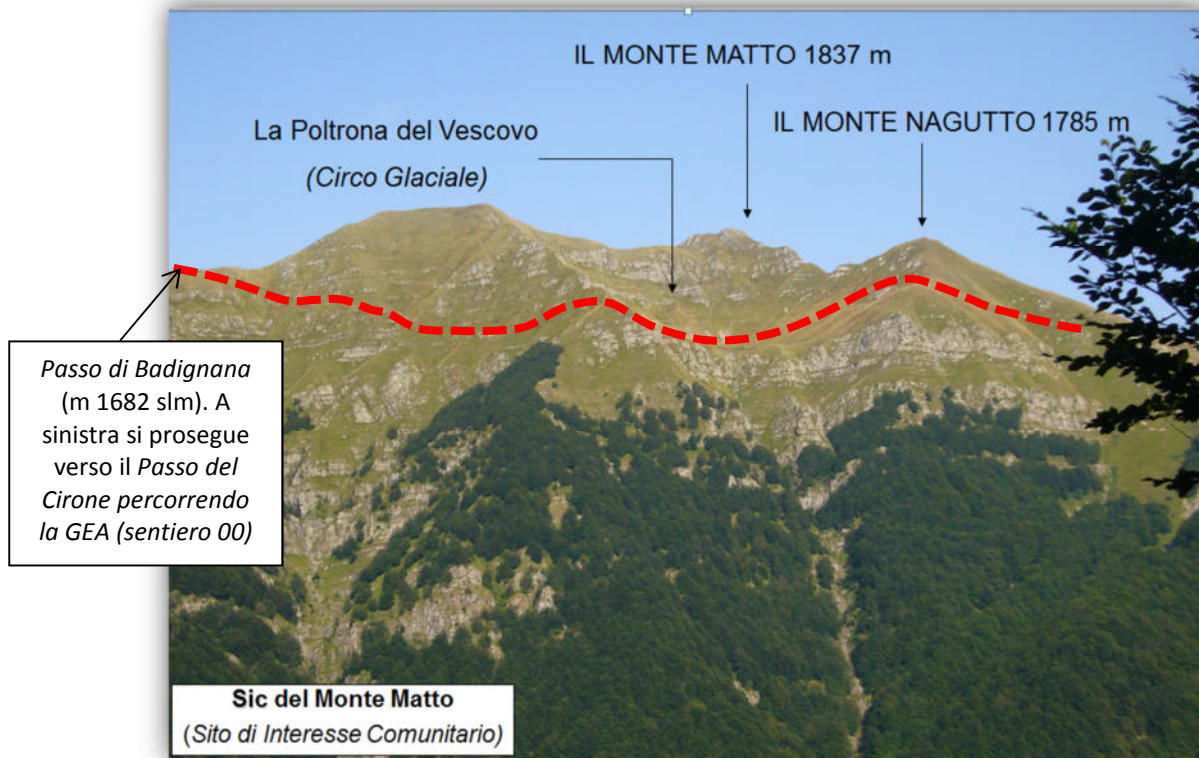 IL MONTE MATTO 1837 m
IL MONTE NAGUTTO 1785 m
La Poltrona del Vescovo
(Circo Glaciale)
Passo di Badignana
(m 1682 slm). A
sinistra si prosegue
verso il Passo del
Cirone percorrendo
la GEA (sentiero 00)
Sic del Monte Matto
(Sito di Interesse Comunitario)